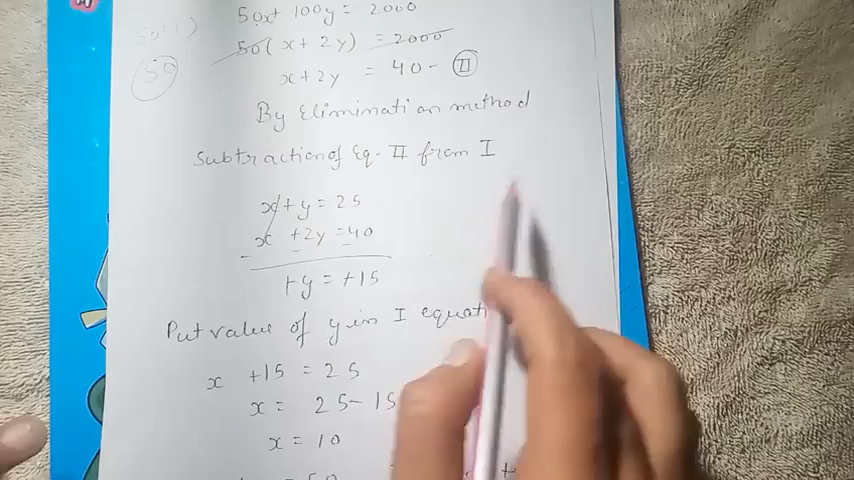 50x+ 100y = 2000
50(x+2y) = 2000
50
x+2y = 40 - II
By Elimination method
Subtraction of Eq. II from I
x+y = 25
x +2y = 40
- - -
+y = +15
Put value of y in I equati
x +15 = 25
x = 25-15
x = 10